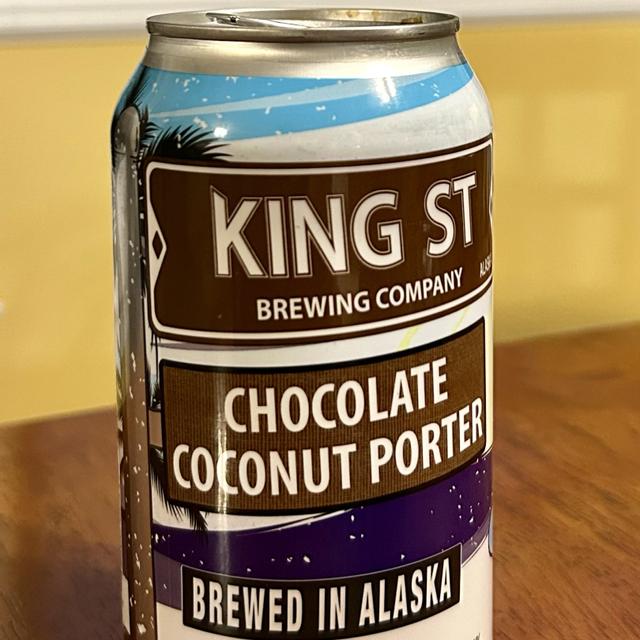 KING ST
BREWING COMPANY
CHOCOLATE
COCONUT PORTER
BREWED IN ALASKA